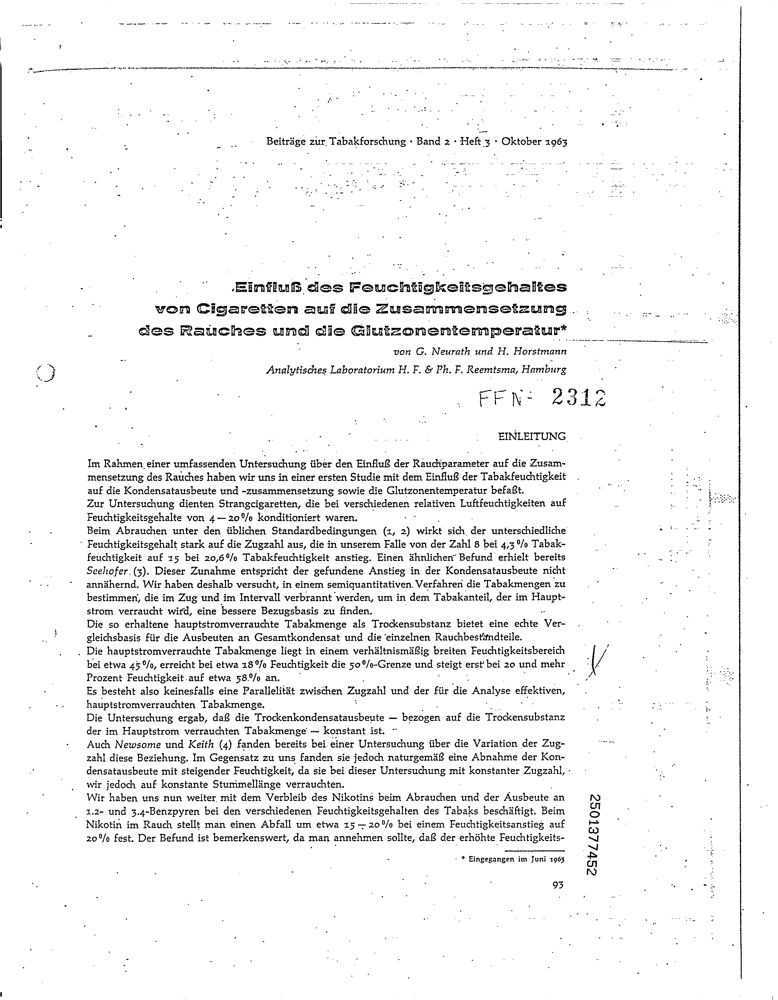 Beiträge zur Tabakforschung · Band 2 · Heft 3 · Oktober 1963
Einfluß des Feuchtigkeitsgehaltes
von Cigaretten auf die Zusammensetzung
des Rauches und die Glutzonentemperatur*
von G. Neurath und H. Horstmann
Analytisches Laboratorium H. F. & Ph. F. Reemtsma, Hamburg
FFN- 2312
EINLEITUNG
Im Rahmen einer umfassenden Untersuchung über den Einfluß der Rauchparameter auf die Zusam-
mensetzung des Rauches haben wir uns in einer ersten Studie mit dem Einfluß der Tabakfeuchtigkeit
auf die Kondensatausbeute und -zusammensetzung sowie die Glutzonentemperatur befaßt.
Zur Untersuchung dienten Strangcigaretten, die bei verschiedenen relativen Luftfeuchtigkeiten auf
Feuchtigkeitsgehalte von 4 — 20% konditioniert waren.
Beim Abrauchen unter den üblichen Standardbedingungen (1, 2) wirkt sich der unterschiedliche
Feuchtigkeitsgehalt stark auf die Zugzahl aus, die in unserem Falle von der Zahl 8 bei 4,3% Tabak-
feuchtigkeit auf 15 bei 20,6% Tabakfeuchtigkeit anstieg. Einen ähnlichen Befund erhielt bereits
Seehofer (3). Dieser Zunahme entspricht der gefundene Anstieg in der Kondensatausbeute nicht
annähernd. Wir haben deshalb versucht, in einem semiquantitativen Verfahren die Tabakmengen zu
bestimmen, die im Zug und im Intervall verbrannt werden, um in dem Tabakanteil, der im Haupt-
strom verraucht wird, eine bessere Bezugsbasis zu finden.
Die so erhaltene hauptstromverrauchte Tabakmenge als Trockensubstanz bietet eine echte Ver-
gleichsbasis für die Ausbeuten an Gesamtkondensat und die einzelnen Rauchbestandteile.
Die hauptstromverrauchte Tabakmenge liegt in einem verhältnismäßig breiten Feuchtigkeitsbereich
bei etwa 45%, erreicht bei etwa 18% Feuchtigkeit die 50%-Grenze und steigt erst bei 20 und mehr
Prozent Feuchtigkeit auf etwa 58% an.
Es besteht also keinesfalls eine Parallelität zwischen Zugzahl und der für die Analyse effektiven,
hauptstromverrauchten Tabakmenge.
Die Untersuchung ergab, daß die Trockenkondensatausbeute — bezogen auf die Trockensubstanz
der im Hauptstrom verrauchten Tabakmenge — konstant ist.
Auch Newsome und Keith (4) fanden bereits bei einer Untersuchung über die Variation der Zug-
zahl diese Beziehung. Im Gegensatz zu uns fanden sie jedoch naturgemäß eine Abnahme der Kon-
densatausbeute mit steigender Feuchtigkeit, da sie bei dieser Untersuchung mit konstanter Zugzahl,
wir jedoch auf konstante Stummellänge verrauchten.
Wir haben uns nun weiter mit dem Verbleib des Nikotins beim Abrauchen und der Ausbeute an
1.2- und 3.4-Benzpyren bei den verschiedenen Feuchtigkeitsgehalten des Tabaks beschäftigt. Beim
Nikotin im Rauch stellt man einen Abfall um etwa 15 — 20% bei einem Feuchtigkeitsanstieg auf
20% fest. Der Befund ist bemerkenswert, da man annehmen sollte, daß der erhöhte Feuchtigkeits-
* Eingegangen im Juni 1963
93
2501377452